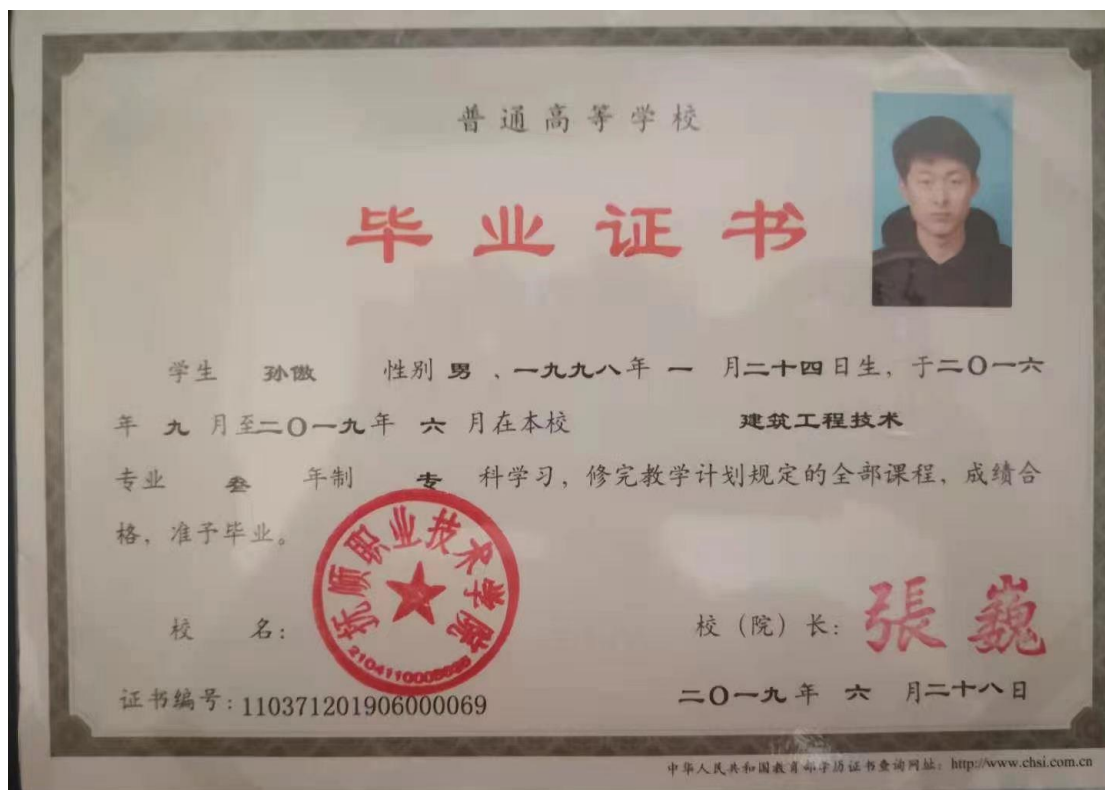 普通高等学校
毕业证书
学生 孙傲 性别 男 、一九九八年 一 月二十四日生，于二〇一六
年 九 月至二〇一九年 六 月在本校 建筑工程技术
专业 叁 年制 专 科学习，修完教学计划规定的全部课程，成绩合
格，准予毕业。
抚顺职业技术学院
校 名：
校（院）长： 張巍
证书编号：110371201906000069
二〇一九年 六 月二十八日
中华人民共和国教育部学历证书查询网址：http://www.chsi.com.cn